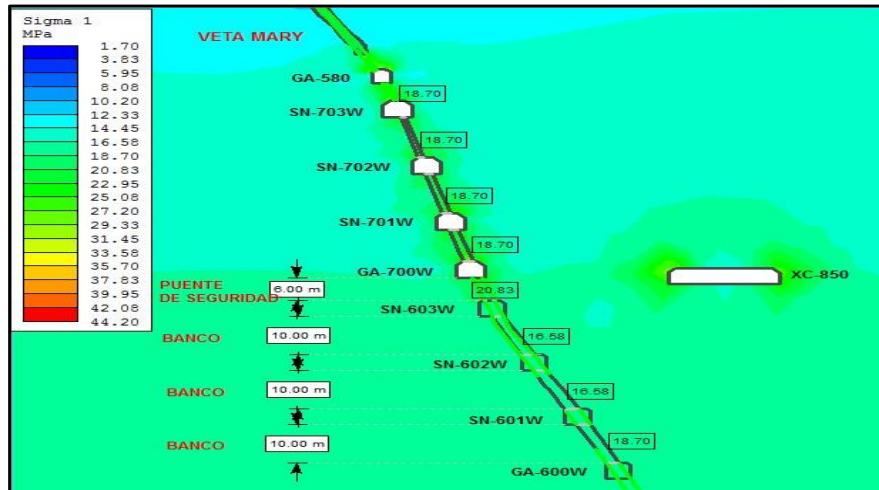 Sigma 1
MPa
1.70
3.83
5.95
8.08
10.20
12.33
14.45
16.58
18.70
20.83
22.95
25.08
27.20
29.33
31.45
33.58
35.70
37.83
39.95
42.08
44.20
VETA MARY
GA-580
18.70
SN-703W
18.70
SN-702W
18.70
SN-701W
18.70
GA-700W
XC-850
PUENTE
DE SEGURIDAD
6.00 m
20.83
SN-603W
BANCO
10.00 m
16.58
SN-602W
BANCO
10.00 m
16.58
SN-601W
BANCO
10.00 m
18.70
GA-600W